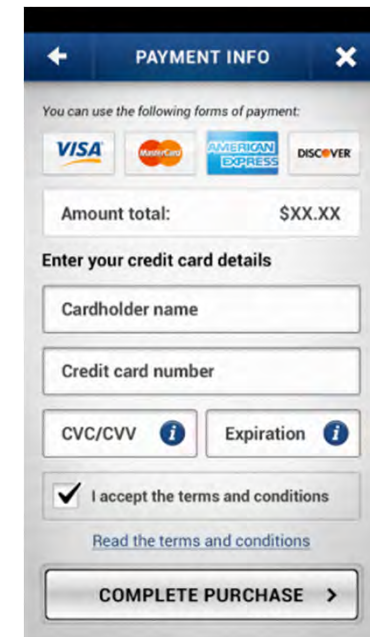 PAYMENT INFO
You can use the following forms of payment:
VISA MasterCard AMERICAN EXPRESS DISCOVER
Amount total: $XX.XX
Enter your credit card details
Cardholder name
Credit card number
CVC/CVV i Expiration i
I accept the terms and conditions
Read the terms and conditions
COMPLETE PURCHASE